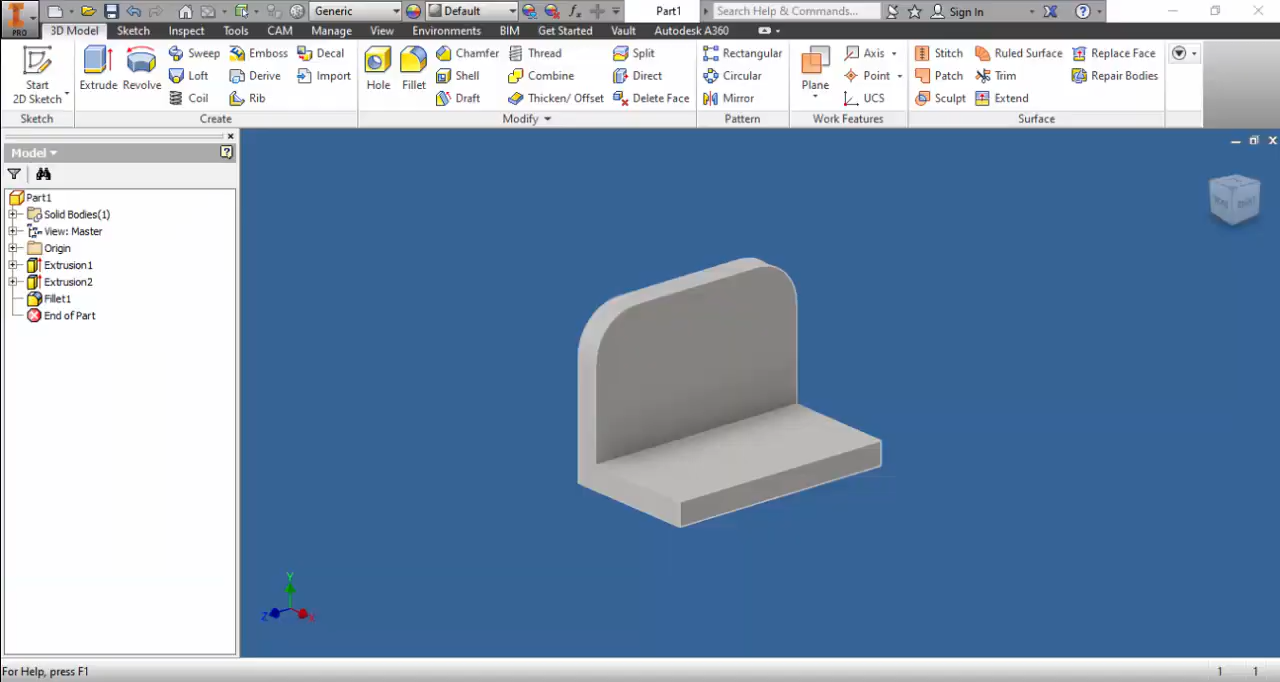 Generic Default Part1 Search Help & Commands... Sign In
PRO 3D Model Sketch Inspect Tools CAM Manage View Environments BIM Get Started Vault Autodesk A360
Start
2D Sketch
Extrude Revolve Sweep Emboss Decal
Loft Derive Import
Coil Rib
Hole Fillet Chamfer Thread Split
Shell Combine Direct
Draft Thicken/ Offset Delete Face
Rectangular
Circular
Mirror
Plane Axis
Point
UCS
Stitch Ruled Surface Replace Face
Patch Trim Repair Bodies
Sculpt Extend
Sketch Create Modify Pattern Work Features Surface
Model
Part1
Solid Bodies(1)
View: Master
Origin
Extrusion1
Extrusion2
Fillet1
End of Part
Y
Z X
For Help, press F1 1 1